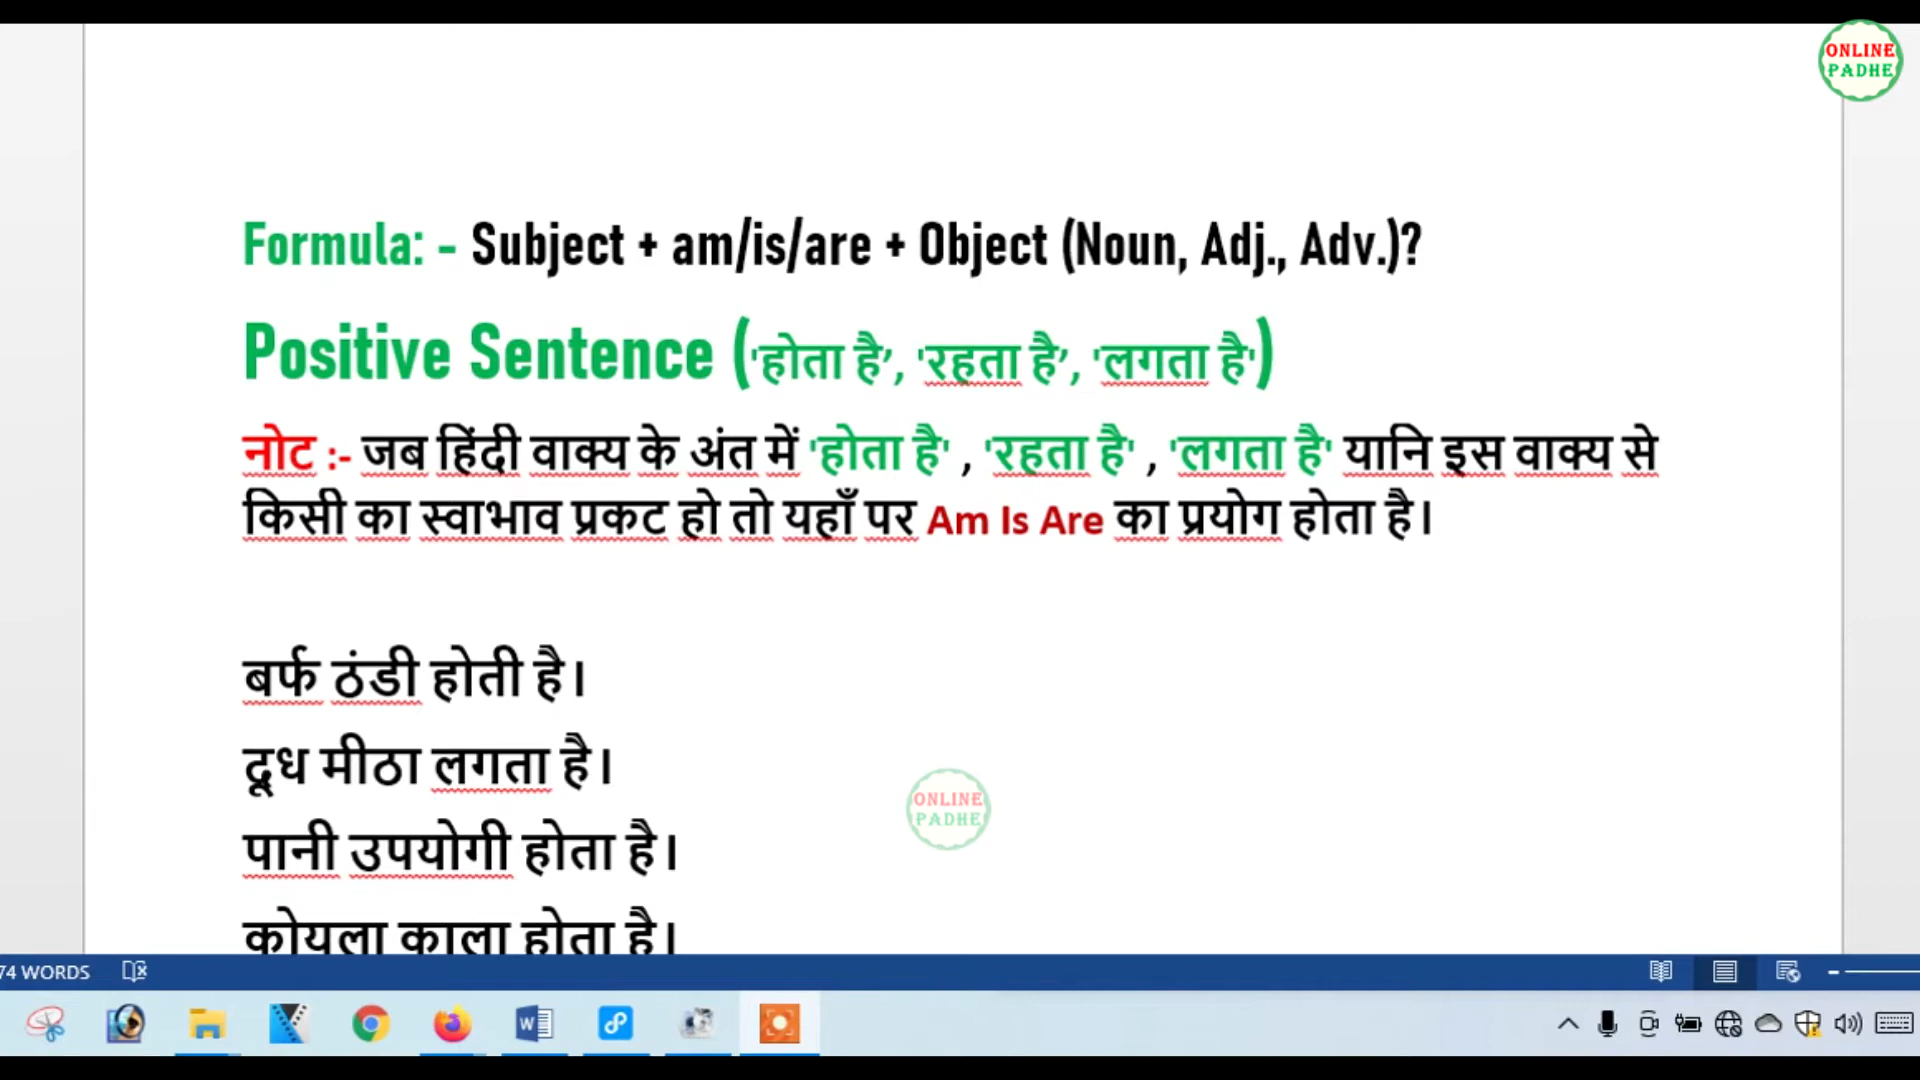 ONLINE
PADHE
Formula: - Subject + am/is/are + Object (Noun, Adj., Adv.)?
Positive Sentence ('होता है’, 'रहता है’, 'लगता है')
नोट :- जब हिंदी वाक्य के अंत में 'होता है' , 'रहता है' , 'लगता है' यानि इस वाक्य से
किसी का स्वाभाव प्रकट हो तो यहाँ पर Am Is Are का प्रयोग होता है।
बर्फ ठंडी होती है।
दूध मीठा लगता है।
पानी उपयोगी होता है।
ONLINE
PADHE
कोयला काला होता है।
74 WORDS